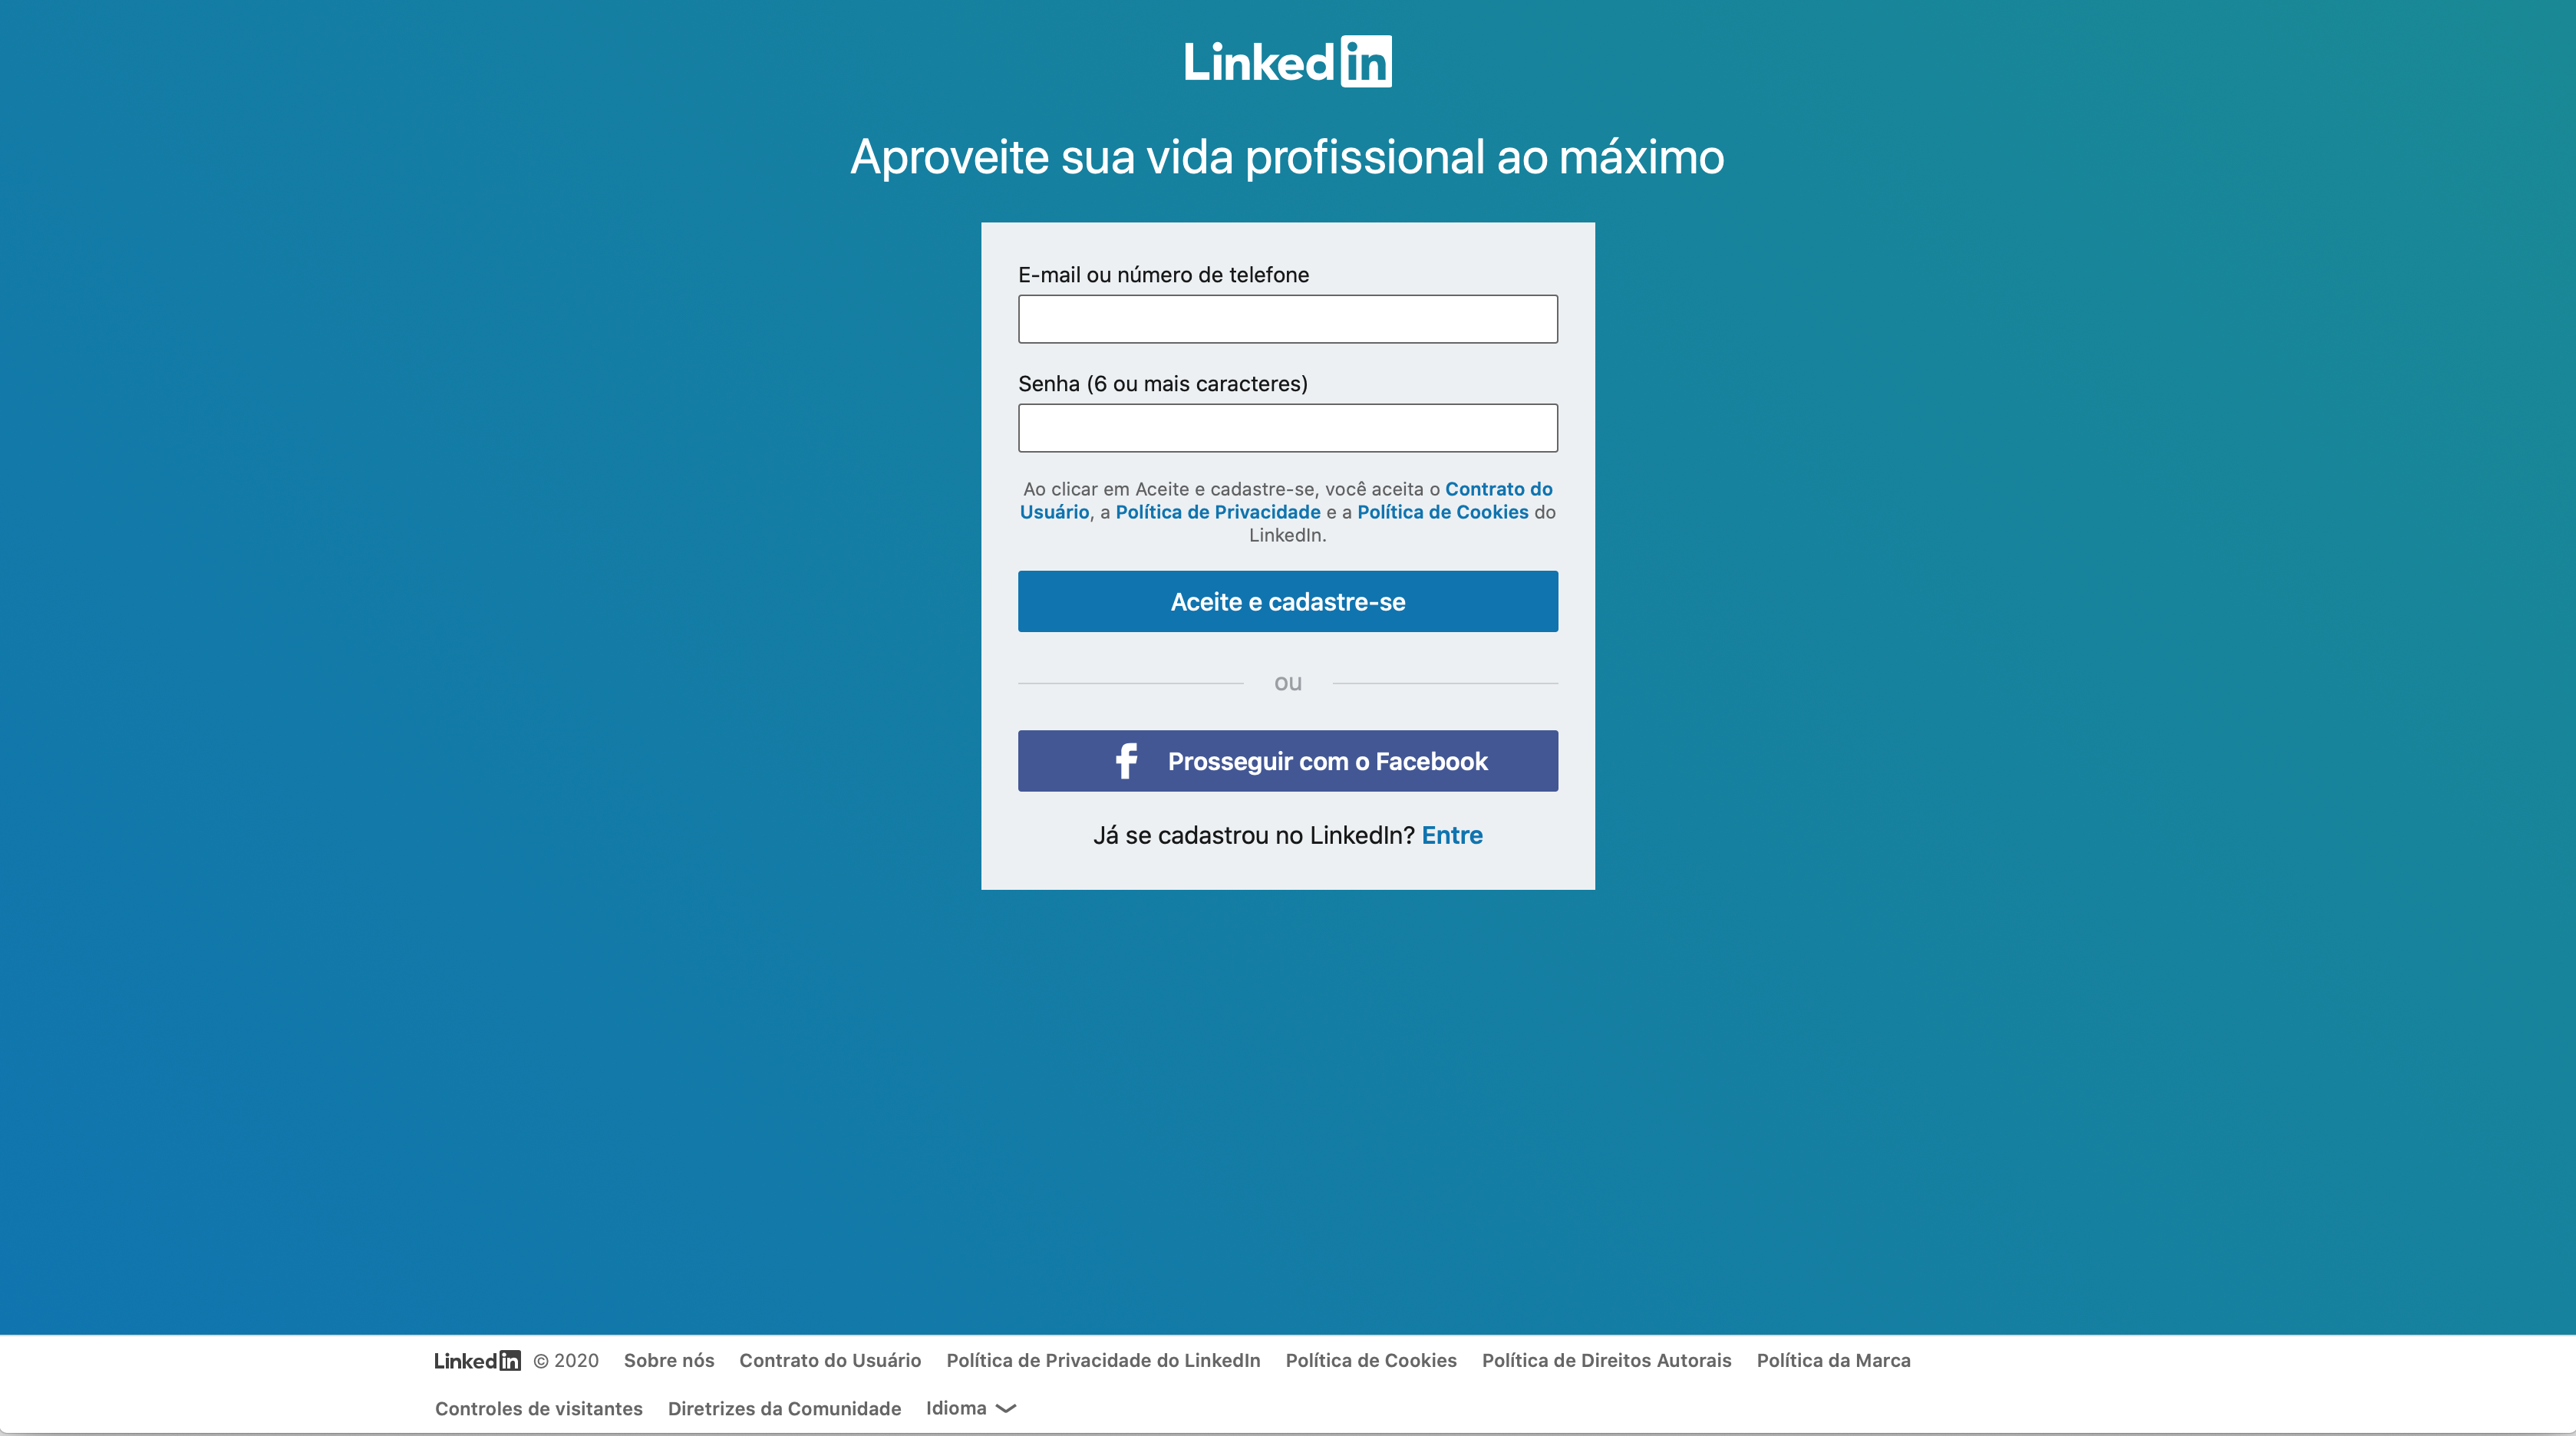 LinkedIn
Aproveite sua vida profissional ao máximo
E-mail ou número de telefone
Senha (6 ou mais caracteres)
Ao clicar em Aceite e cadastre-se, você aceita o Contrato do
Usuário, a Política de Privacidade e a Política de Cookies do
LinkedIn.
Aceite e cadastre-se
ou
f Prosseguir com o Facebook
Já se cadastrou no LinkedIn? Entre
LinkedIn © 2020 Sobre nós Contrato do Usuário Política de Privacidade do LinkedIn Política de Cookies Política de Direitos Autorais Política da Marca
Controles de visitantes Diretrizes da Comunidade Idioma